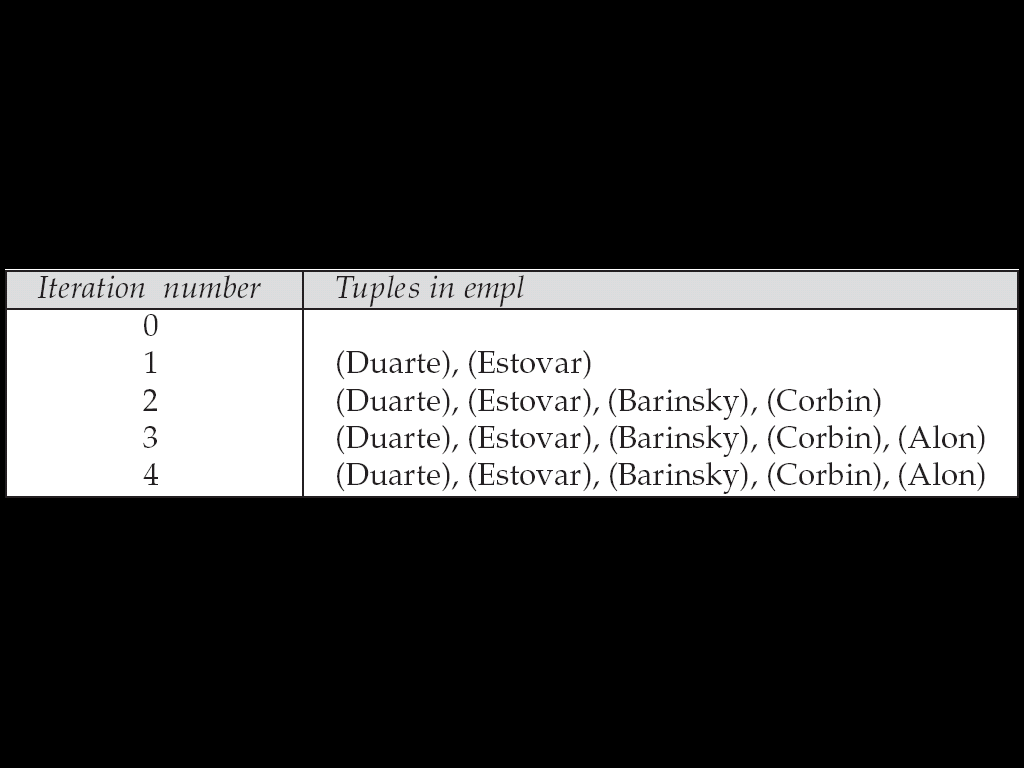 Iteration number Tuples in empl
0
1 (Duarte), (Estovar)
2 (Duarte), (Estovar), (Barinsky), (Corbin)
3 (Duarte), (Estovar), (Barinsky), (Corbin), (Alon)
4 (Duarte), (Estovar), (Barinsky), (Corbin), (Alon)